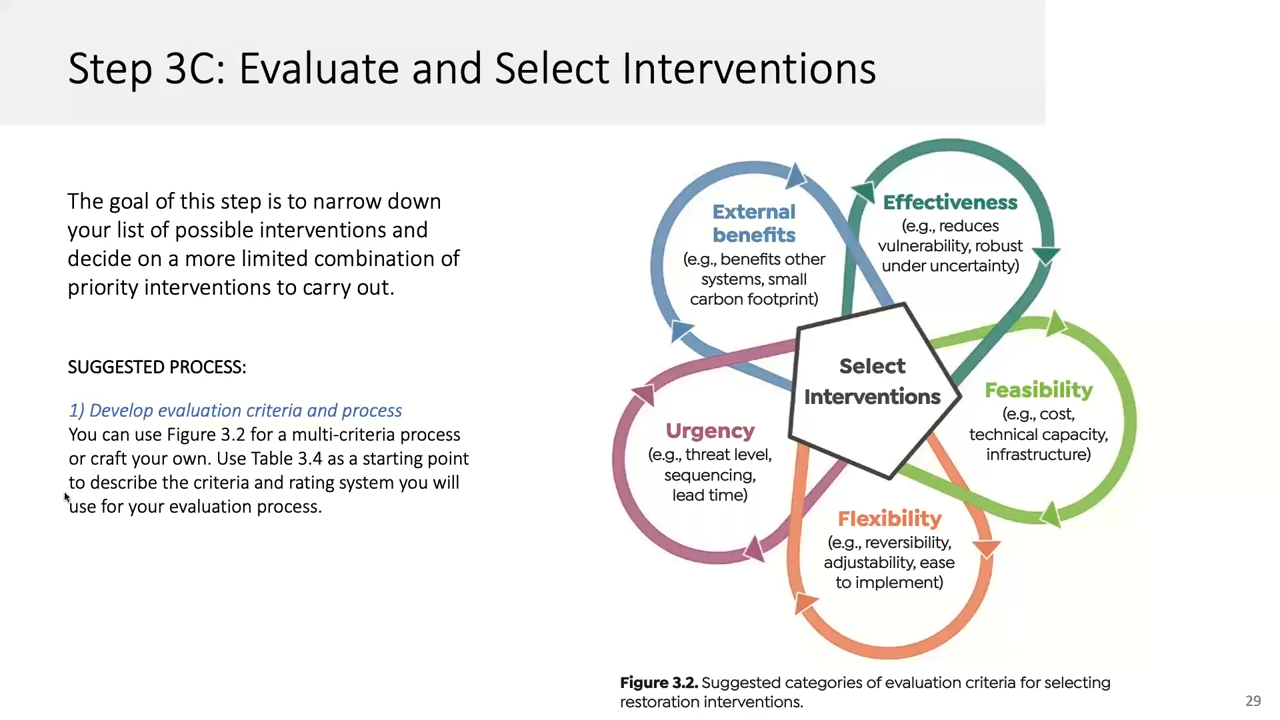 Step 3C: Evaluate and Select Interventions
The goal of this step is to narrow down
your list of possible interventions and
decide on a more limited combination of
priority interventions to carry out.
SUGGESTED PROCESS:
1) Develop evaluation criteria and process
You can use Figure 3.2 for a multi-criteria process
or craft your own. Use Table 3.4 as a starting point
to describe the criteria and rating system you will
use for your evaluation process.
External
benefits
(e.g., benefits other
systems, small
carbon footprint)
Effectiveness
(e.g., reduces
vulnerability, robust
under uncertainty)
Select
Interventions
Feasibility
(e.g., cost,
technical capacity,
infrastructure)
Urgency
(e.g., threat level,
sequencing,
lead time)
Flexibility
(e.g., reversibility,
adjustability, ease
to implement)
Figure 3.2. Suggested categories of evaluation criteria for selecting
restoration interventions.
29